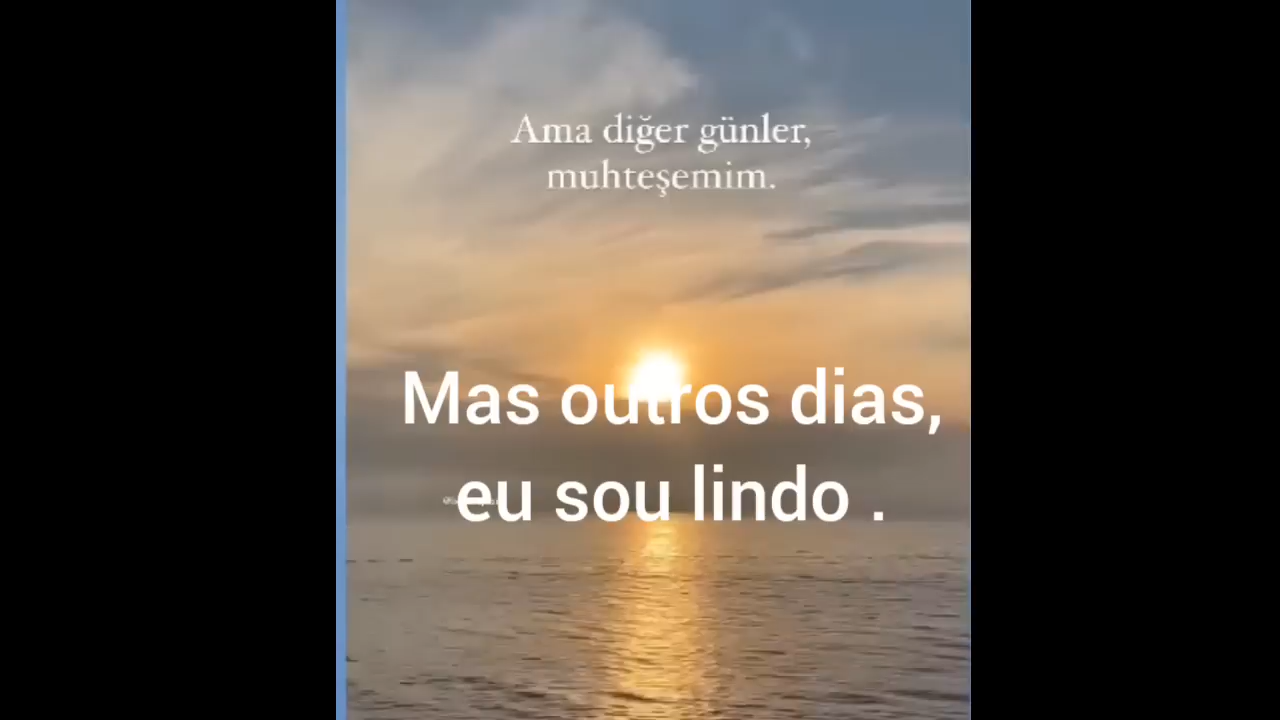 Ama diğer günler,
muhteşemim.
Mas outros dias,
eu sou lindo .